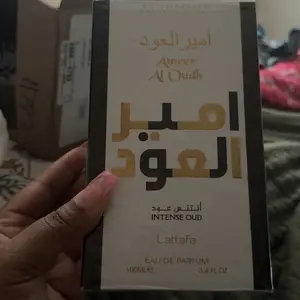 أمير العود
Ameer
Al Oudh
امير
العود
انتنس عود
INTENSE OUD
Lattafa
EAU DE PARFUM
100ML℮ 3.4 FL.OZ